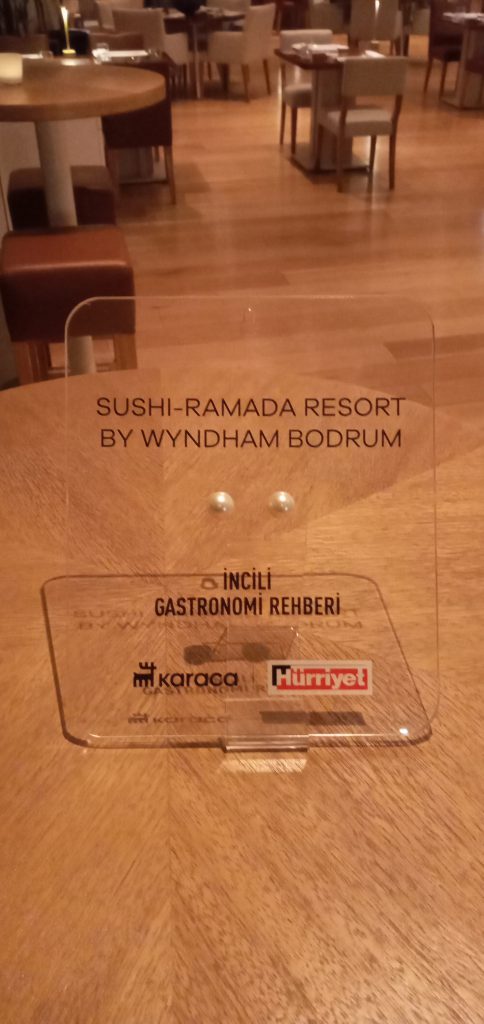 SUSHI-RAMADA RESORT
BY WYNDHAM BODRUM
İNCİLİ
GASTRONOMİ REHBERİ
karaca
Hürriyet